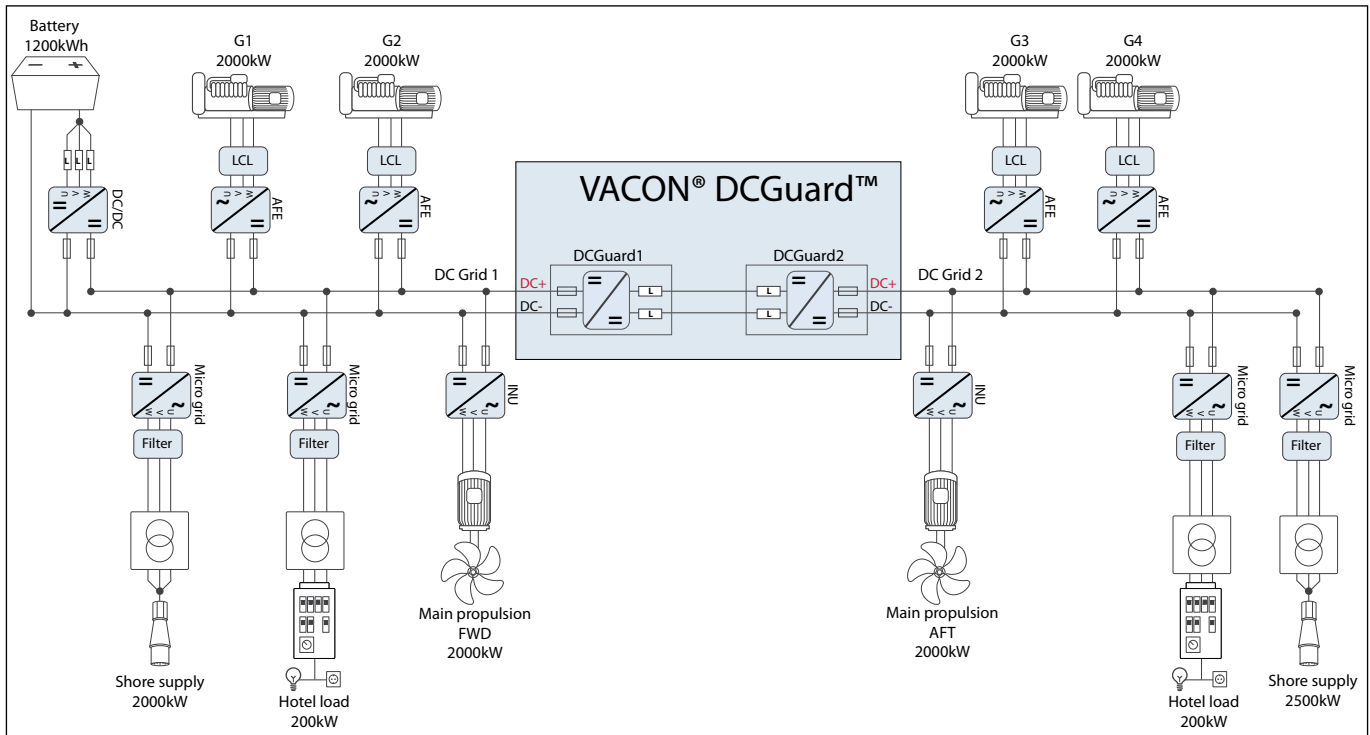 Battery
1200kWh
G1
2000kW
G2
2000kW
G3
2000kW
G4
2000kW
L L L
U V W
DC/DC
LCL
U V W
AFE
LCL
U V W
AFE
VACON® DCGuard™
LCL
U V W
AFE
LCL
U V W
AFE
DC Grid 1
DC+
DC-
DCGuard1
L
L
DCGuard2
L
L
DC+
DC-
DC Grid 2
W V U
Micro grid
Filter
Shore supply
2000kW
W V U
Micro grid
Filter
Hotel load
200kW
W V U
INU
Main propulsion
FWD
2000kW
W V U
INU
Main propulsion
AFT
2000kW
W V U
Micro grid
Filter
Hotel load
200kW
W V U
Micro grid
Filter
Shore supply
2500kW